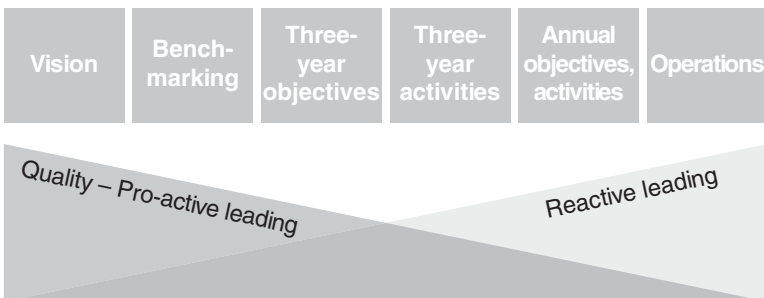 Vision
Bench-
marking
Three-
year
objectives
Three-
year
activities
Annual
objectives,
activities
Operations
Quality – Pro-active leading
Reactive leading